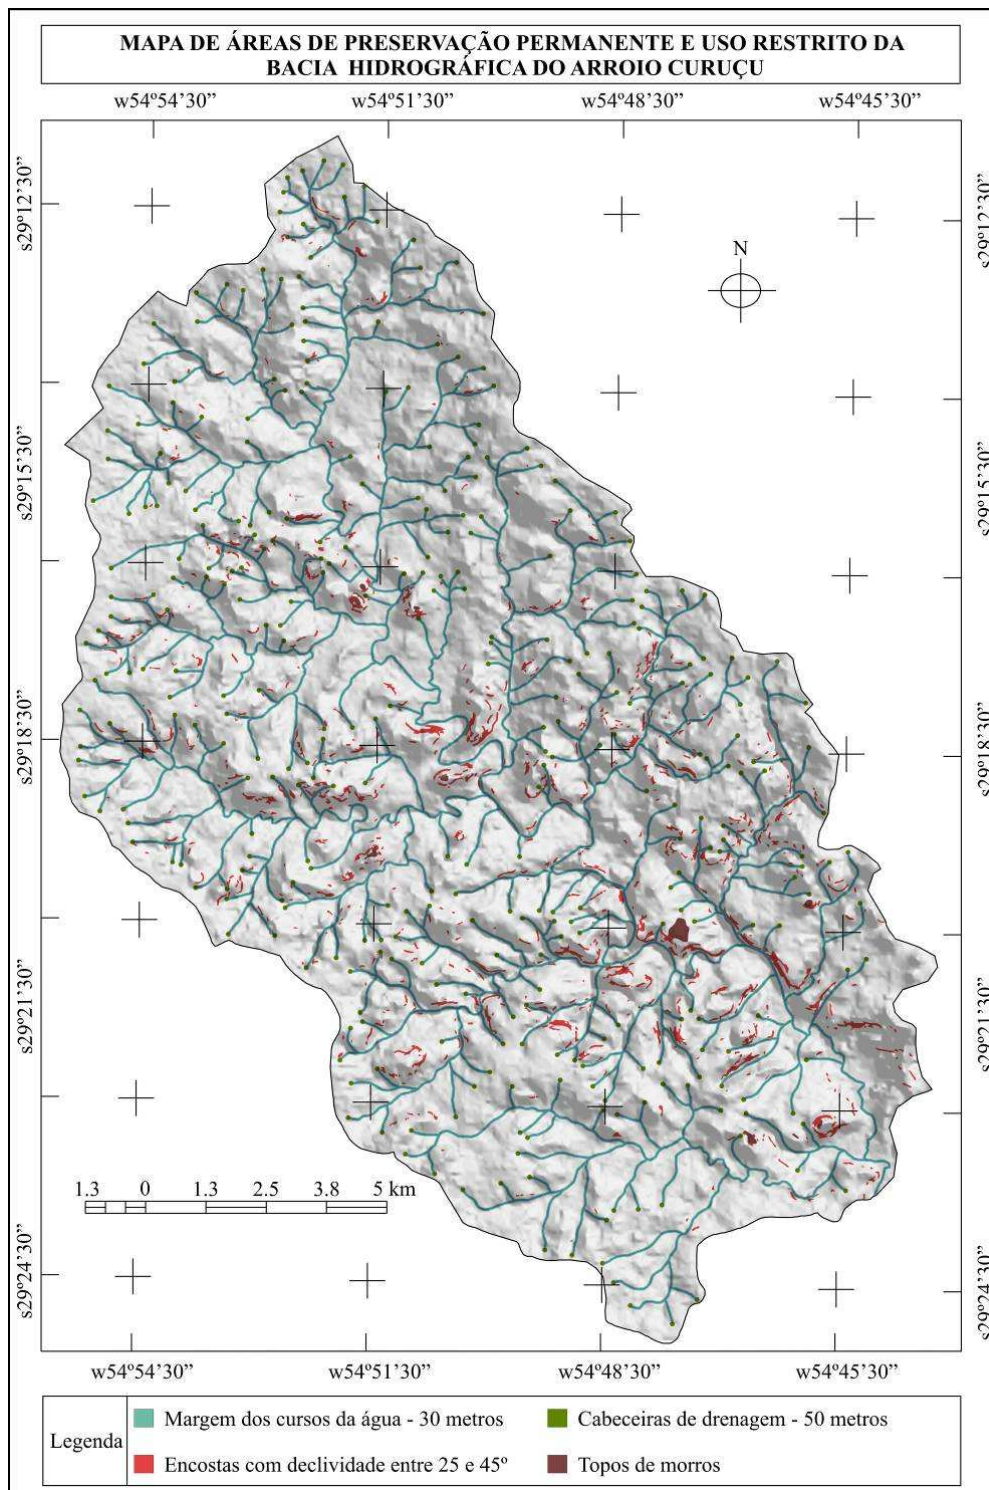 MAPA DE ÁREAS DE PRESERVAÇÃO PERMANENTE E USO RESTRITO DA
BACIA HIDROGRÁFICA DO ARROIO CURUÇU
w54º54’30” w54º51’30” w54º48’30” w54º45’30”
s29º12’30” s29º12’30”
N
s29º15’30” s29º15’30”
s29º18’30” s29º18’30”
s29º21’30” s29º21’30”
1.3 0 1.3 2.5 3.8 5 km
s29º24’30” s29º24’30”
w54º54’30” w54º51’30” w54º48’30” w54º45’30”
Legenda
Margem dos cursos da água - 30 metros
Cabeceiras de drenagem - 50 metros
Encostas com declividade entre 25 e 45º
Topos de morros